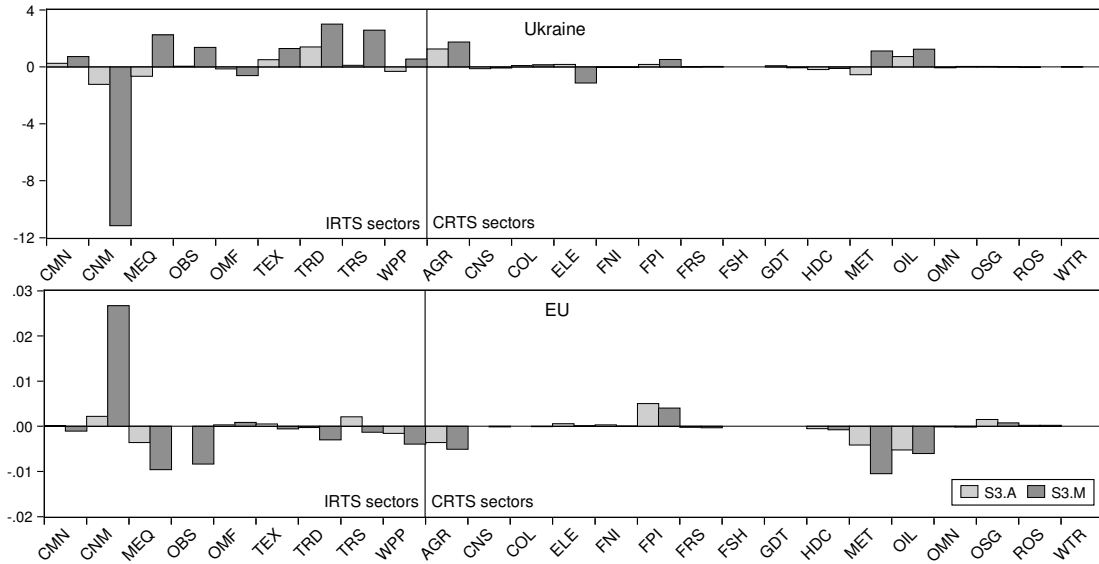 Ukraine
4
0
-4
-8
-12
IRTS sectors CRTS sectors
CMN CNM MEQ OBS OMF TEX TRD TRS WPP AGR CNS COL ELE FNI FPI FRS FSH GDT HDC MET OIL OMN OSG ROS WTR
EU
.03
.02
.01
.00
-.01
-.02
S3.A S3.M
IRTS sectors CRTS sectors
CMN CNM MEQ OBS OMF TEX TRD TRS WPP AGR CNS COL ELE FNI FPI FRS FSH GDT HDC MET OIL OMN OSG ROS WTR